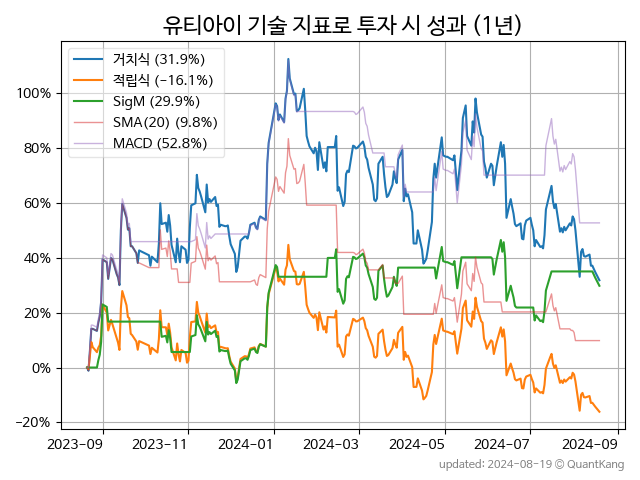 유티아이 기술 지표로 투자 시 성과 (1년)
거치식 (31.9%)
적립식 (-16.1%)
SigM (29.9%)
SMA(20) (9.8%)
MACD (52.8%)
100%
80%
60%
40%
20%
0%
-20%
2023-09 2023-11 2024-01 2024-03 2024-05 2024-07 2024-09
updated: 2024-08-19 © QuantKang